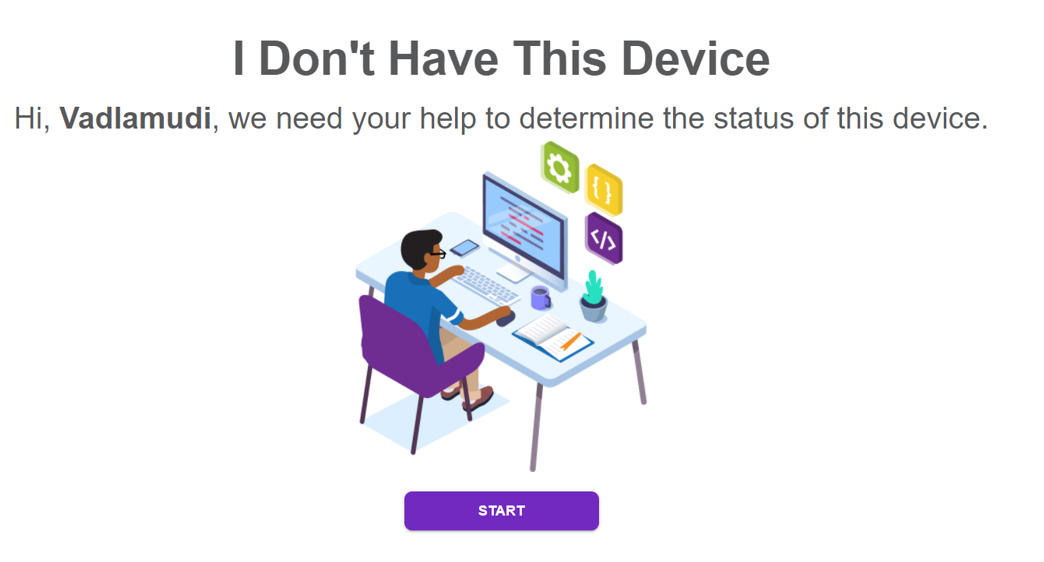 I Don't Have This Device
Hi, Vadlamudi, we need your help to determine the status of this device.
{ }
</>
START